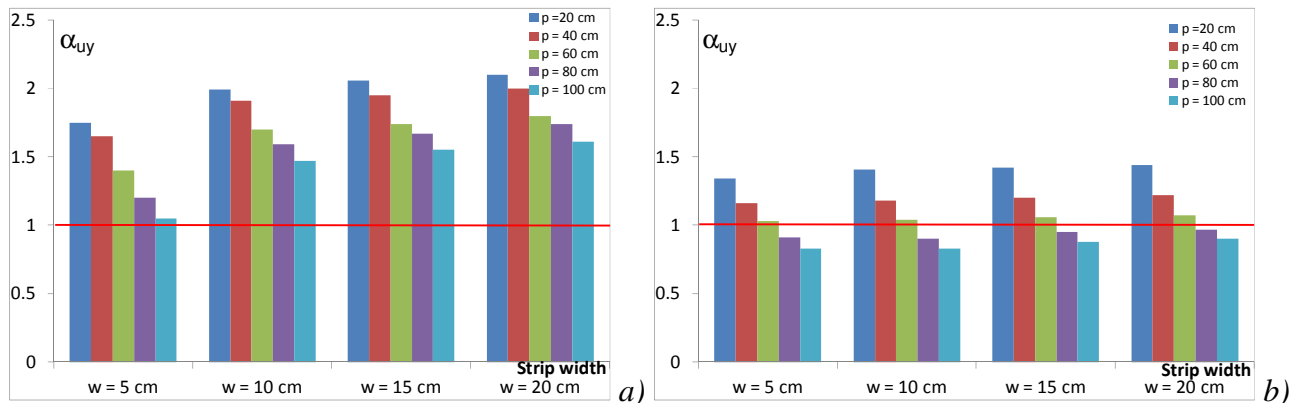 2.5
2
1.5
1
0.5
0
αuy
p =20 cm
p = 40 cm
p = 60 cm
p = 80 cm
p = 100 cm
Strip width
w = 5 cm w = 10 cm w = 15 cm w = 20 cm
a)
2.5
2
1.5
1
0.5
0
αuy
p =20 cm
p = 40 cm
p = 60 cm
p = 80 cm
p = 100 cm
Strip width
w = 5 cm w = 10 cm w = 15 cm w = 20 cm
b)